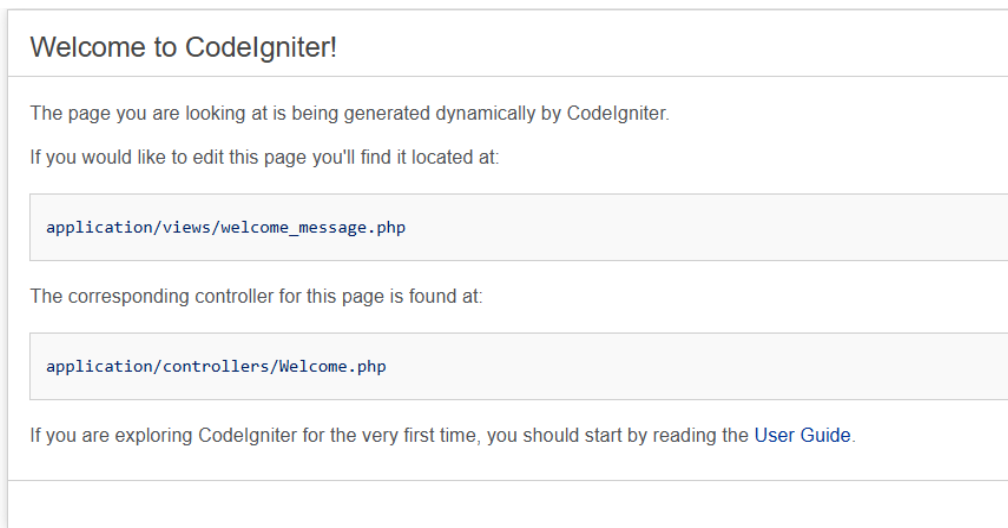 Welcome to CodeIgniter!
The page you are looking at is being generated dynamically by CodeIgniter.
If you would like to edit this page you'll find it located at:
application/views/welcome_message.php
The corresponding controller for this page is found at:
application/controllers/Welcome.php
If you are exploring CodeIgniter for the very first time, you should start by reading the User Guide.